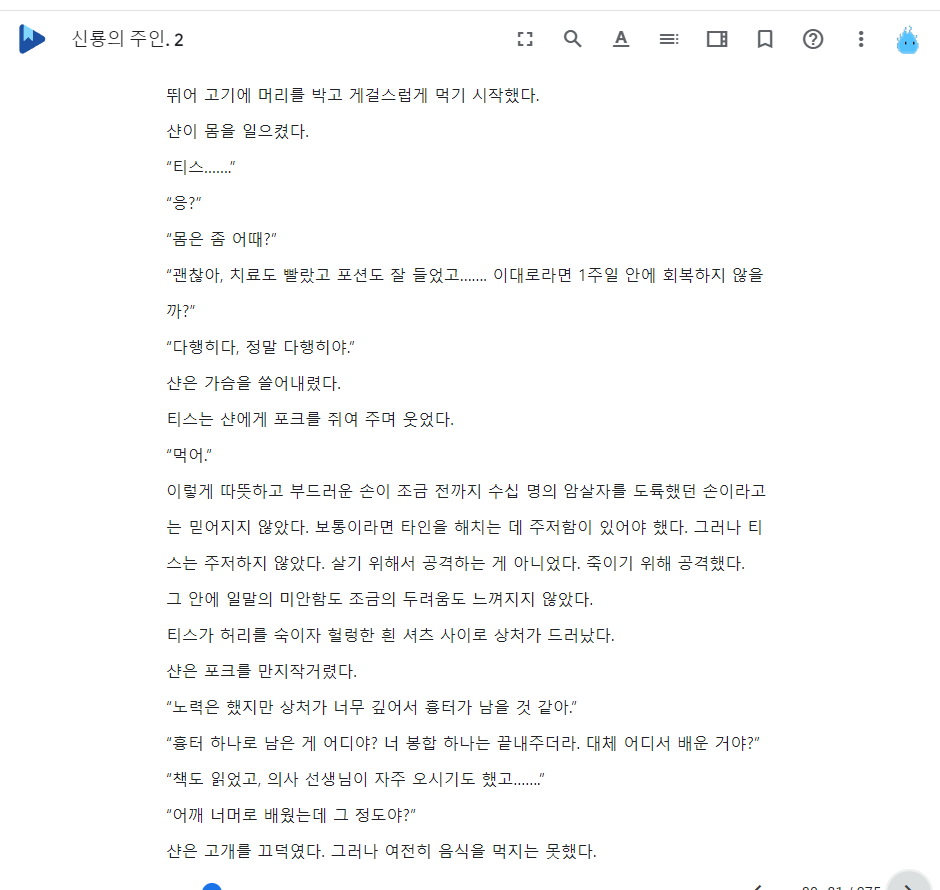 신룡의 주인. 2
뛰어 고기에 머리를 박고 게걸스럽게 먹기 시작했다.
샨이 몸을 일으켰다.
“티스…….”
“응?”
“몸은 좀 어때?”
“괜찮아, 치료도 빨랐고 포션도 잘 들었고……. 이대로라면 1주일 안에 회복하지 않을
까?”
“다행히다, 정말 다행히야.”
샨은 가슴을 쓸어내렸다.
티스는 샨에게 포크를 쥐여 주며 웃었다.
“먹어.”
이렇게 따뜻하고 부드러운 손이 조금 전까지 수십 명의 암살자를 도륙했던 손이라고
는 믿어지지 않았다. 보통이라면 타인을 해치는 데 주저함이 있어야 했다. 그러나 티
스는 주저하지 않았다. 살기 위해서 공격하는 게 아니었다. 죽이기 위해 공격했다.
그 안에 일말의 미안함도 조금의 두려움도 느껴지지 않았다.
티스가 허리를 숙이자 헐렁한 흰 셔츠 사이로 상처가 드러났다.
샨은 포크를 만지작거렸다.
“노력은 했지만 상처가 너무 깊어서 흉터가 남을 것 같아.”
“흉터 하나로 남은 게 어디야? 너 봉합 하나는 끝내주더라. 대체 어디서 배운 거야?”
“책도 읽었고, 의사 선생님이 자주 오시기도 했고…….”
“어깨 너머로 배웠는데 그 정도야?”
샨은 고개를 끄덕였다. 그러나 여전히 음식을 먹지는 못했다.